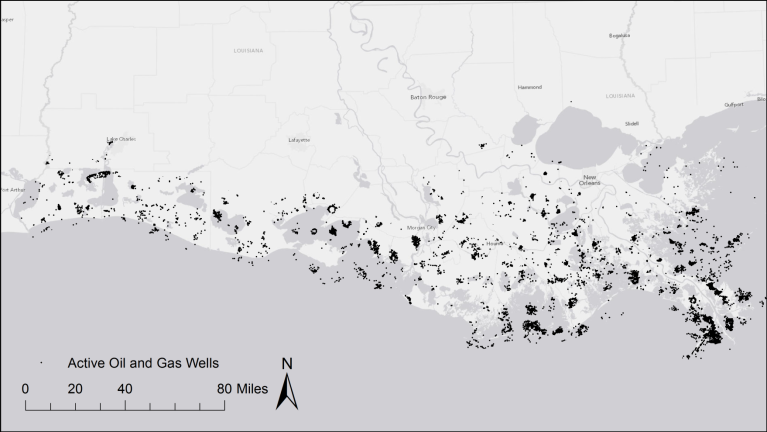 asper
LOUISIANA
Bogalusa
Hammond
Baton Rouge
LOUISIANA
Gulfport
Slidell
Lake Charles
Lafayette
New
Orleans
Port Arthur
Morgan City
Active Oil and Gas Wells
N
0 20 40 80 Miles